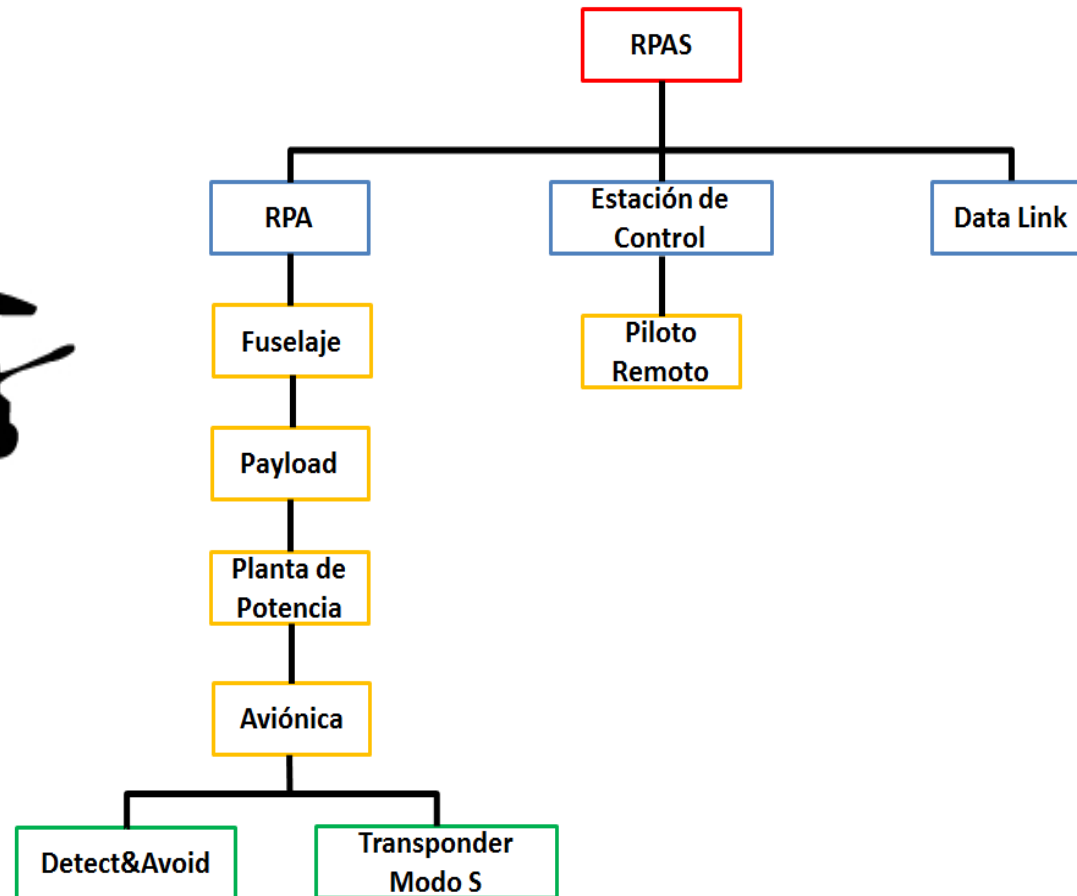 RPAS
RPA
Estación de
Control
Data Link
Fuselaje
Piloto
Remoto
Payload
Planta de
Potencia
Aviónica
Detect&Avoid
Transponder
Modo S